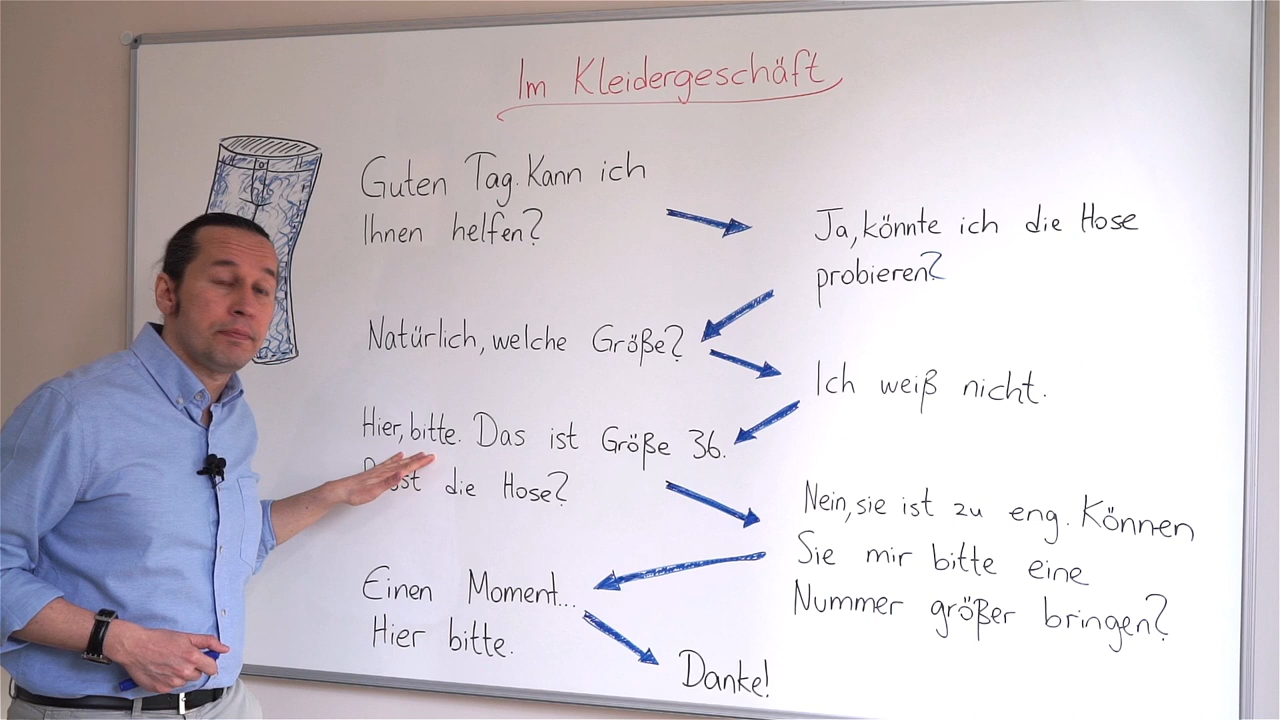 Im Kleidergeschäft
Guten Tag. Kann ich
Ihnen helfen?
Ja, könnte ich die Hose
probieren?
Natürlich, welche Größe?
Ich weiß nicht.
Hier, bitte. Das ist Größe 36.
die Hose?
Nein, sie ist zu eng. Können
Sie mir bitte eine
Nummer größer bringen?
Einen Moment...
Hier bitte.
Danke!